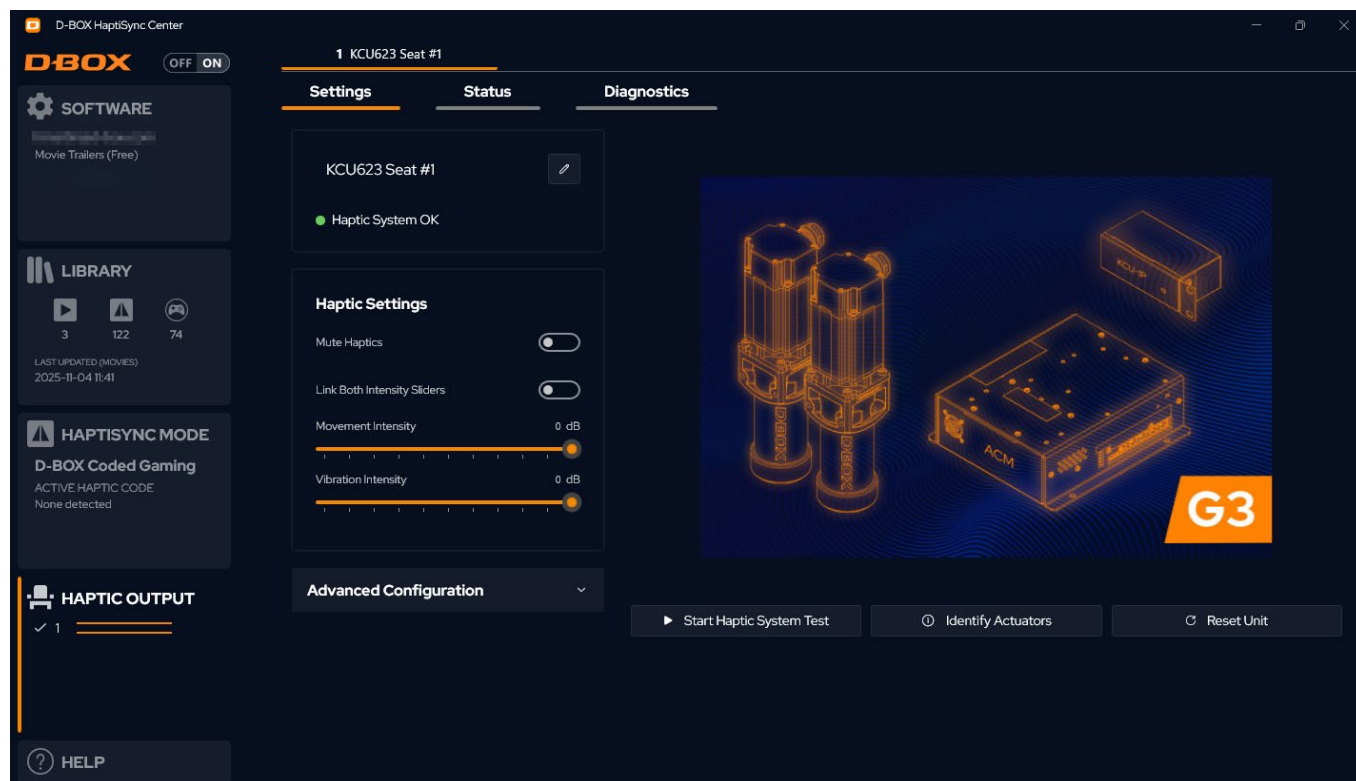 D-BOX HaptiSync Center
D-BOX
OFF ON
SOFTWARE
Movie Trailers (Free)
LIBRARY
3 122 74
LAST UPDATED (MOVIES)
2025-11-04 11:41
HAPTISYNC MODE
D-BOX Coded Gaming
ACTIVE HAPTIC CODE
None detected
HAPTIC OUTPUT
1
HELP
1 KCU623 Seat #1
Settings Status Diagnostics
KCU623 Seat #1
Haptic System OK
Haptic Settings
Mute Haptics
Link Both Intensity Sliders
Movement Intensity 0 dB
Vibration Intensity 0 dB
Advanced Configuration
KCU-IP
D-BOX
D-BOX
ACM
G3
Start Haptic System Test
Identify Actuators
Reset Unit